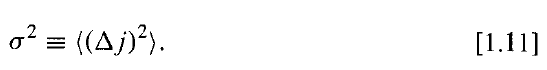 σ² ≡ ⟨(Δj)²⟩. [1.11]